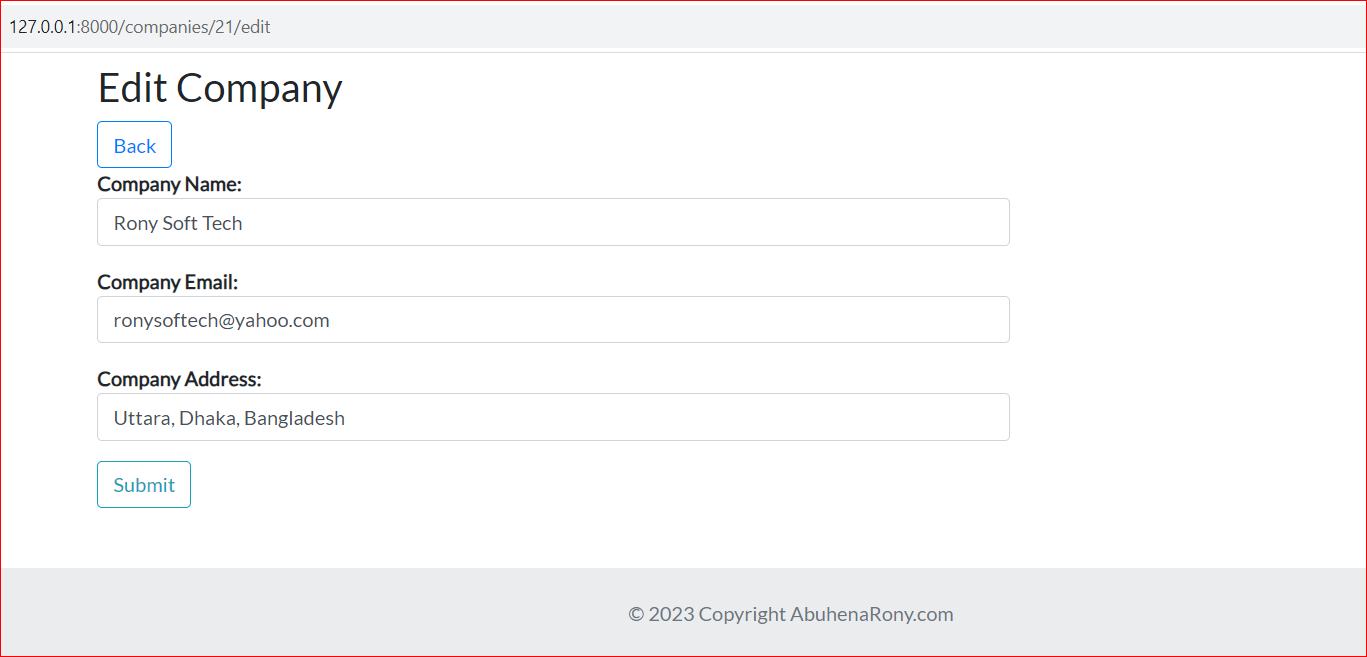 127.0.0.1:8000/companies/21/edit
Edit Company
Back
Company Name:
Rony Soft Tech
Company Email:
ronysoftech@yahoo.com
Company Address:
Uttara, Dhaka, Bangladesh
Submit
© 2023 Copyright AbuhenaRony.com